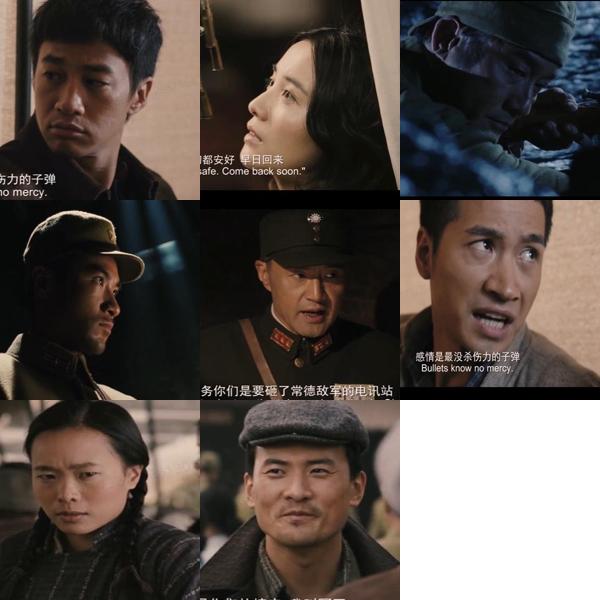 伤力的子弹
no mercy.
们都安好 早日回来
safe. Come back soon."
感情是最没杀伤力的子弹
Bullets know no mercy.
务你们是要砸了常德敌军的电讯站